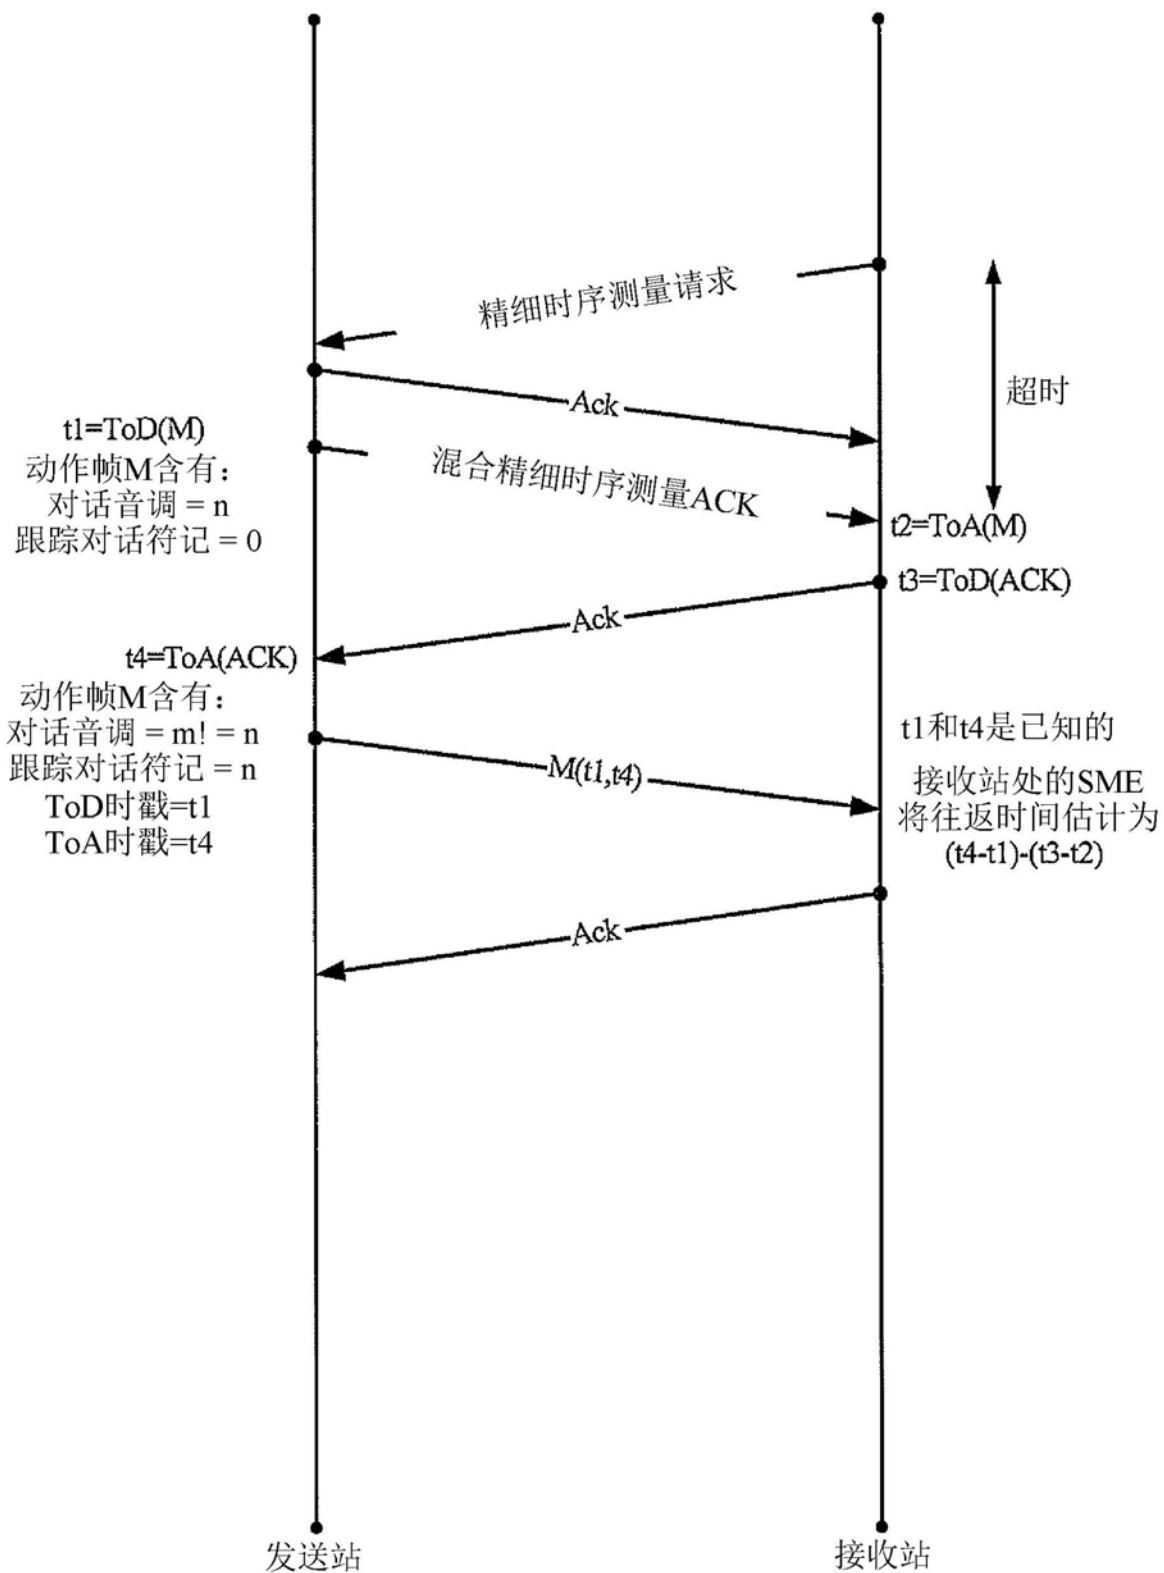 精细时序测量请求
超时
Ack
t1=ToD(M)
动作帧M含有：
对话音调 = n
跟踪对话符记 = 0
混合精细时序测量ACK
t2=ToA(M)
t3=ToD(ACK)
Ack
t4=ToA(ACK)
动作帧M含有：
对话音调 = m! = n
跟踪对话符记 = n
ToD时戳=t1
ToA时戳=t4
M(t1,t4)
t1和t4是已知的
接收站处的SME
将往返时间估计为
(t4-t1)-(t3-t2)
Ack
发送站
接收站